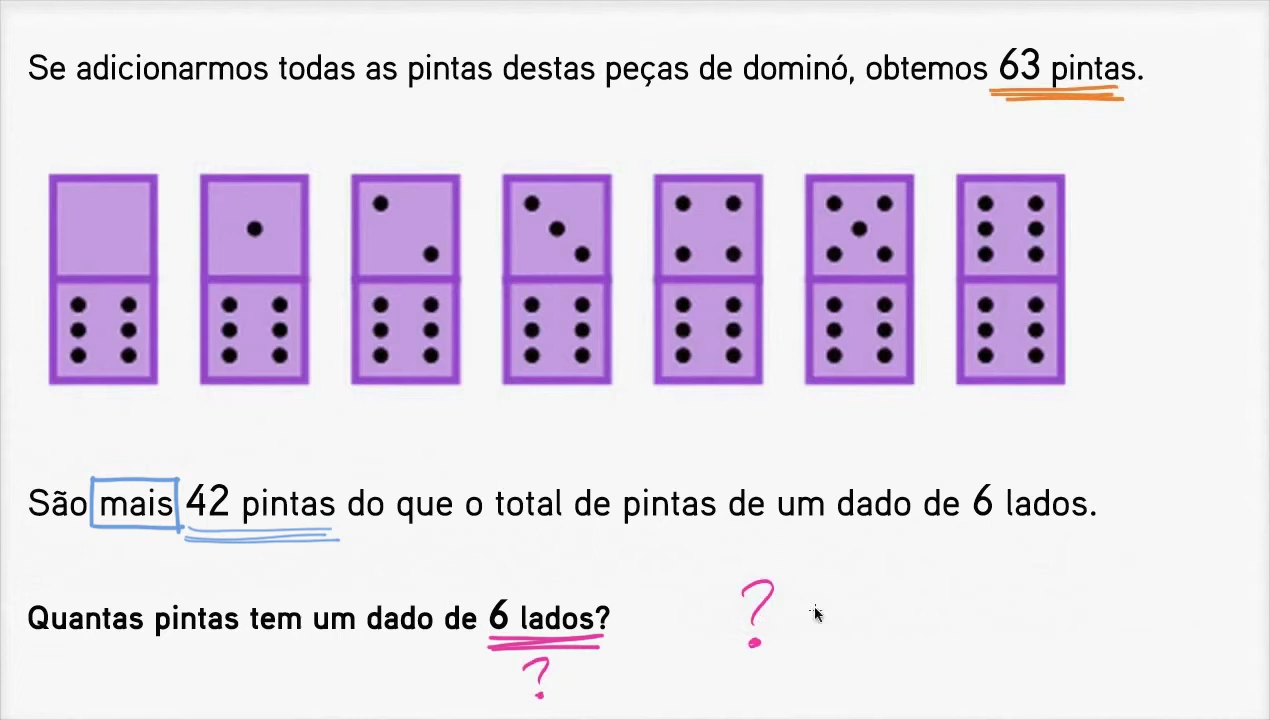 Se adicionarmos todas as pintas destas peças de dominó, obtemos 63 pintas.
São mais 42 pintas do que o total de pintas de um dado de 6 lados.
Quantas pintas tem um dado de 6 lados? ?
?